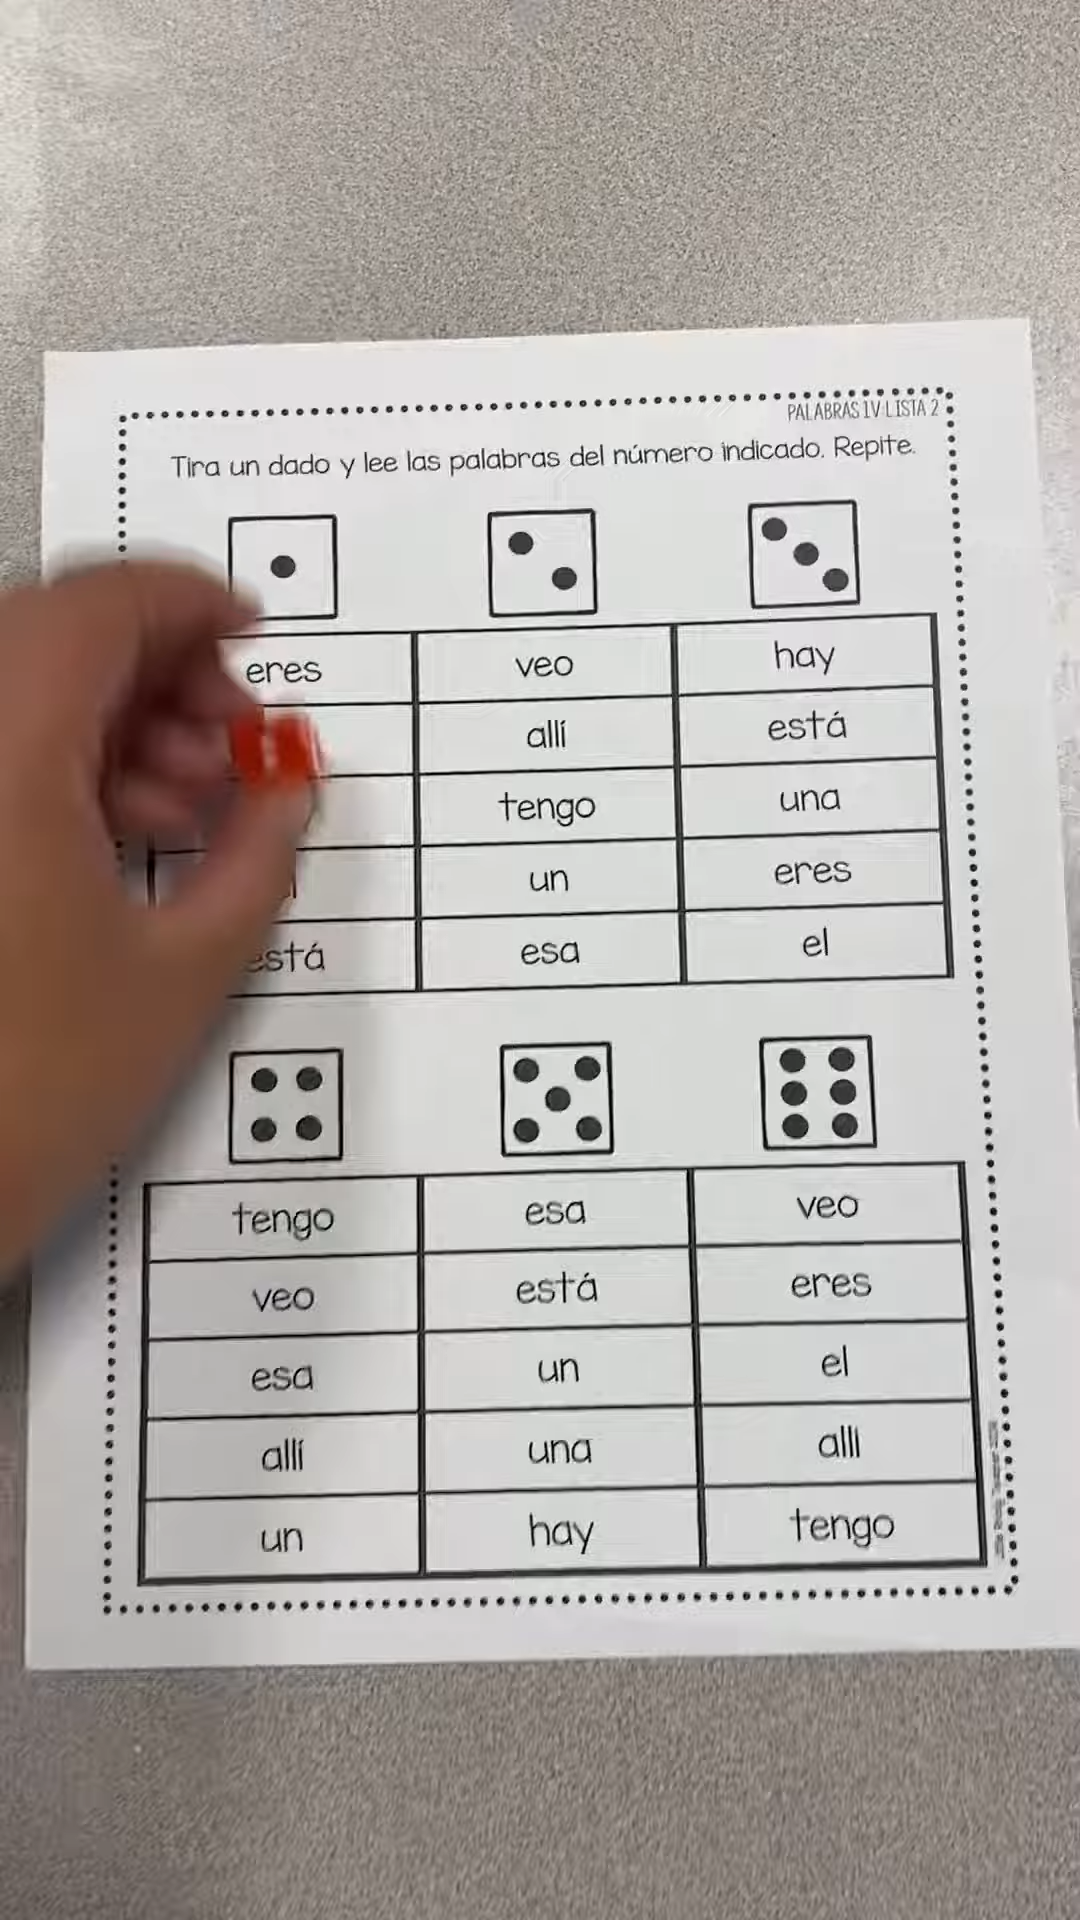 PALABRAS 1V LISTA 2
Tira un dado y lee las palabras del número indicado. Repite.
eres veo hay
allí está
tengo una
un eres
está esa el
tengo esa veo
veo está eres
esa un el
allí una allí
un hay tengo